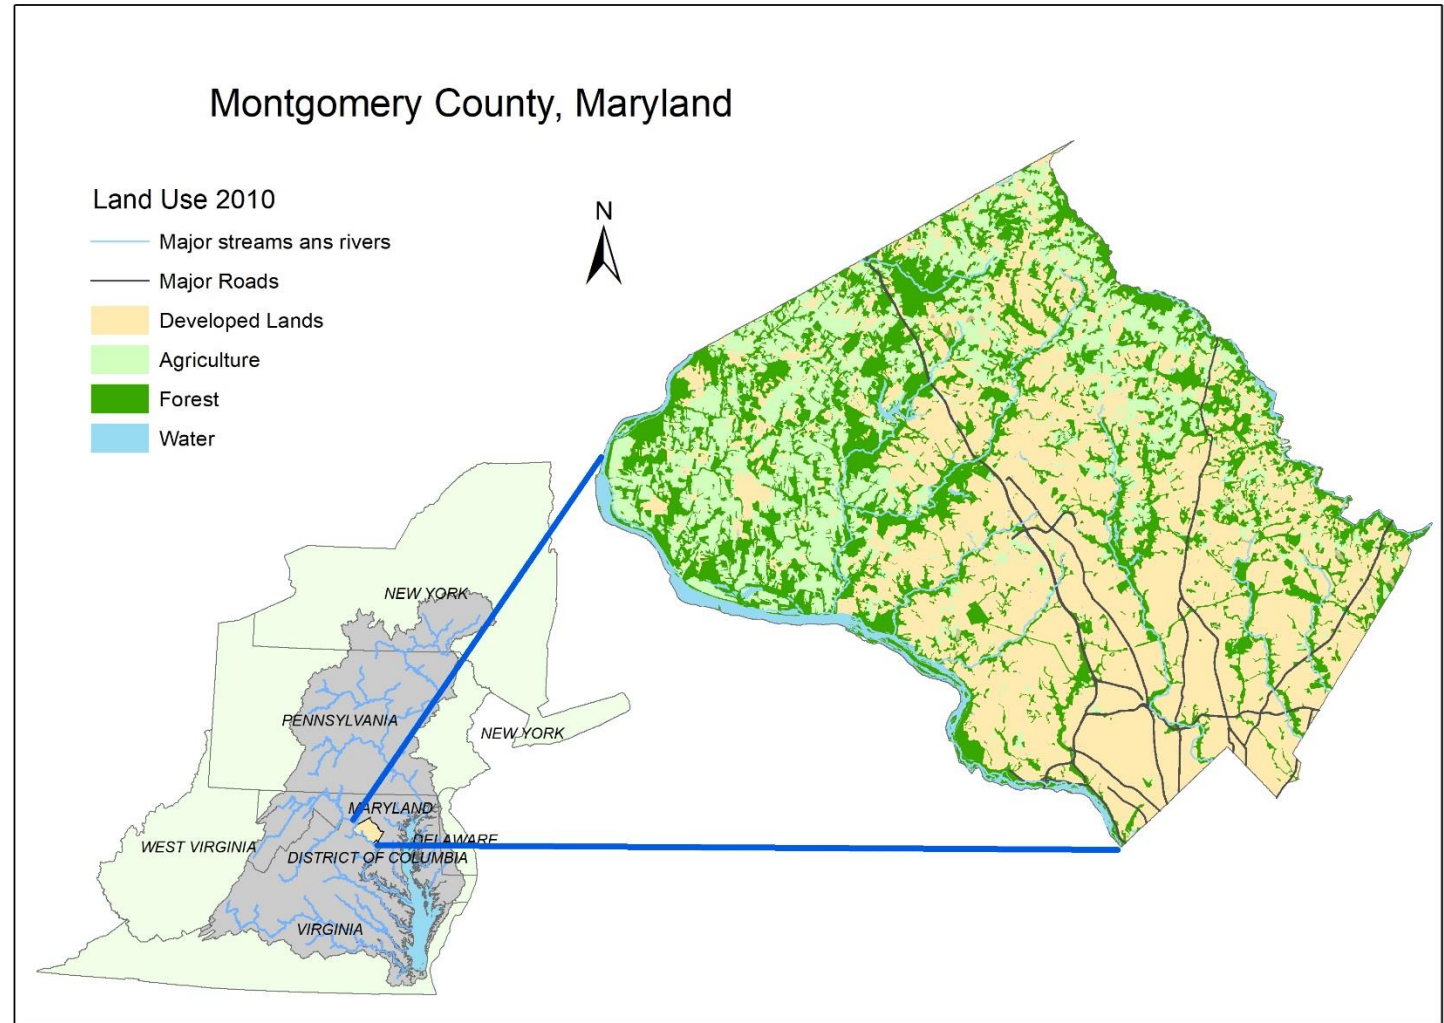 Montgomery County, Maryland
Land Use 2010
Major streams ans rivers
Major Roads
Developed Lands
Agriculture
Forest
Water
N
NEW YORK
PENNSYLVANIA
NEW YORK
MARYLAND
WEST VIRGINIA
DELAWARE
DISTRICT OF COLUMBIA
VIRGINIA